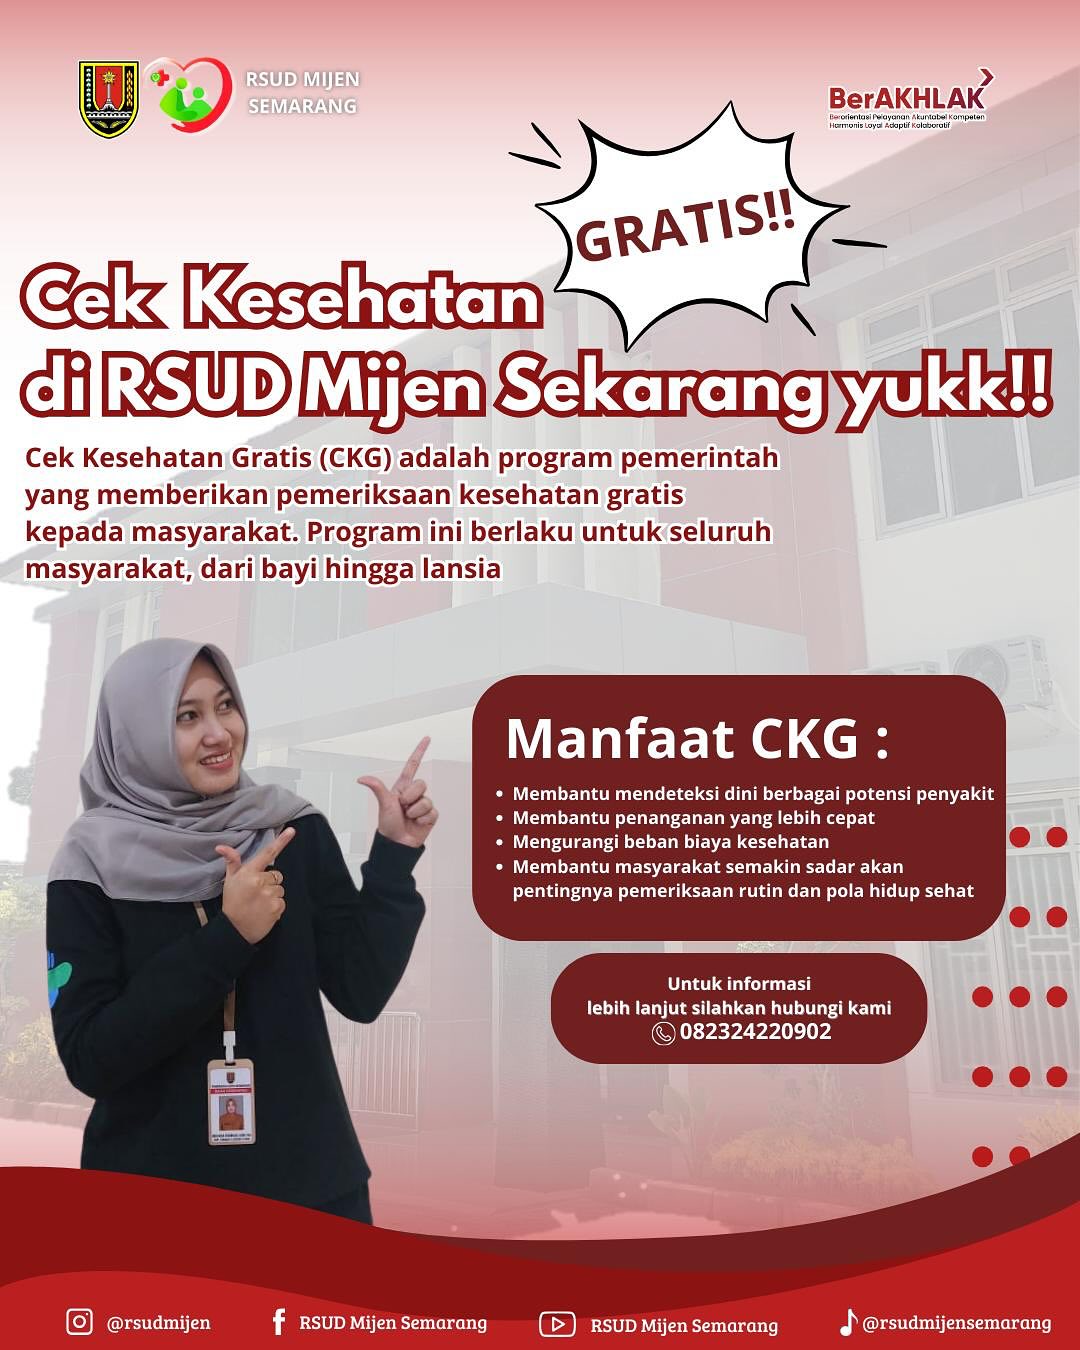 RSUD MIJEN
SEMARANG
BerAKHLAK
Berorientasi Pelayanan Akuntabel Kompeten
Harmonis Loyal Adaptif Kolaboratif
GRATIS!!
Cek Kesehatan
di RSUD Mijen Sekarang yukk!!
Cek Kesehatan Gratis (CKG) adalah program pemerintah
yang memberikan pemeriksaan kesehatan gratis
kepada masyarakat. Program ini berlaku untuk seluruh
masyarakat, dari bayi hingga lansia
Manfaat CKG :
• Membantu mendeteksi dini berbagai potensi penyakit
• Membantu penanganan yang lebih cepat
• Mengurangi beban biaya kesehatan
• Membantu masyarakat semakin sadar akan
pentingnya pemeriksaan rutin dan pola hidup sehat
Untuk informasi
lebih lanjut silahkan hubungi kami
082324220902
@rsudmijen
RSUD Mijen Semarang
RSUD Mijen Semarang
@rsudmijensemarang